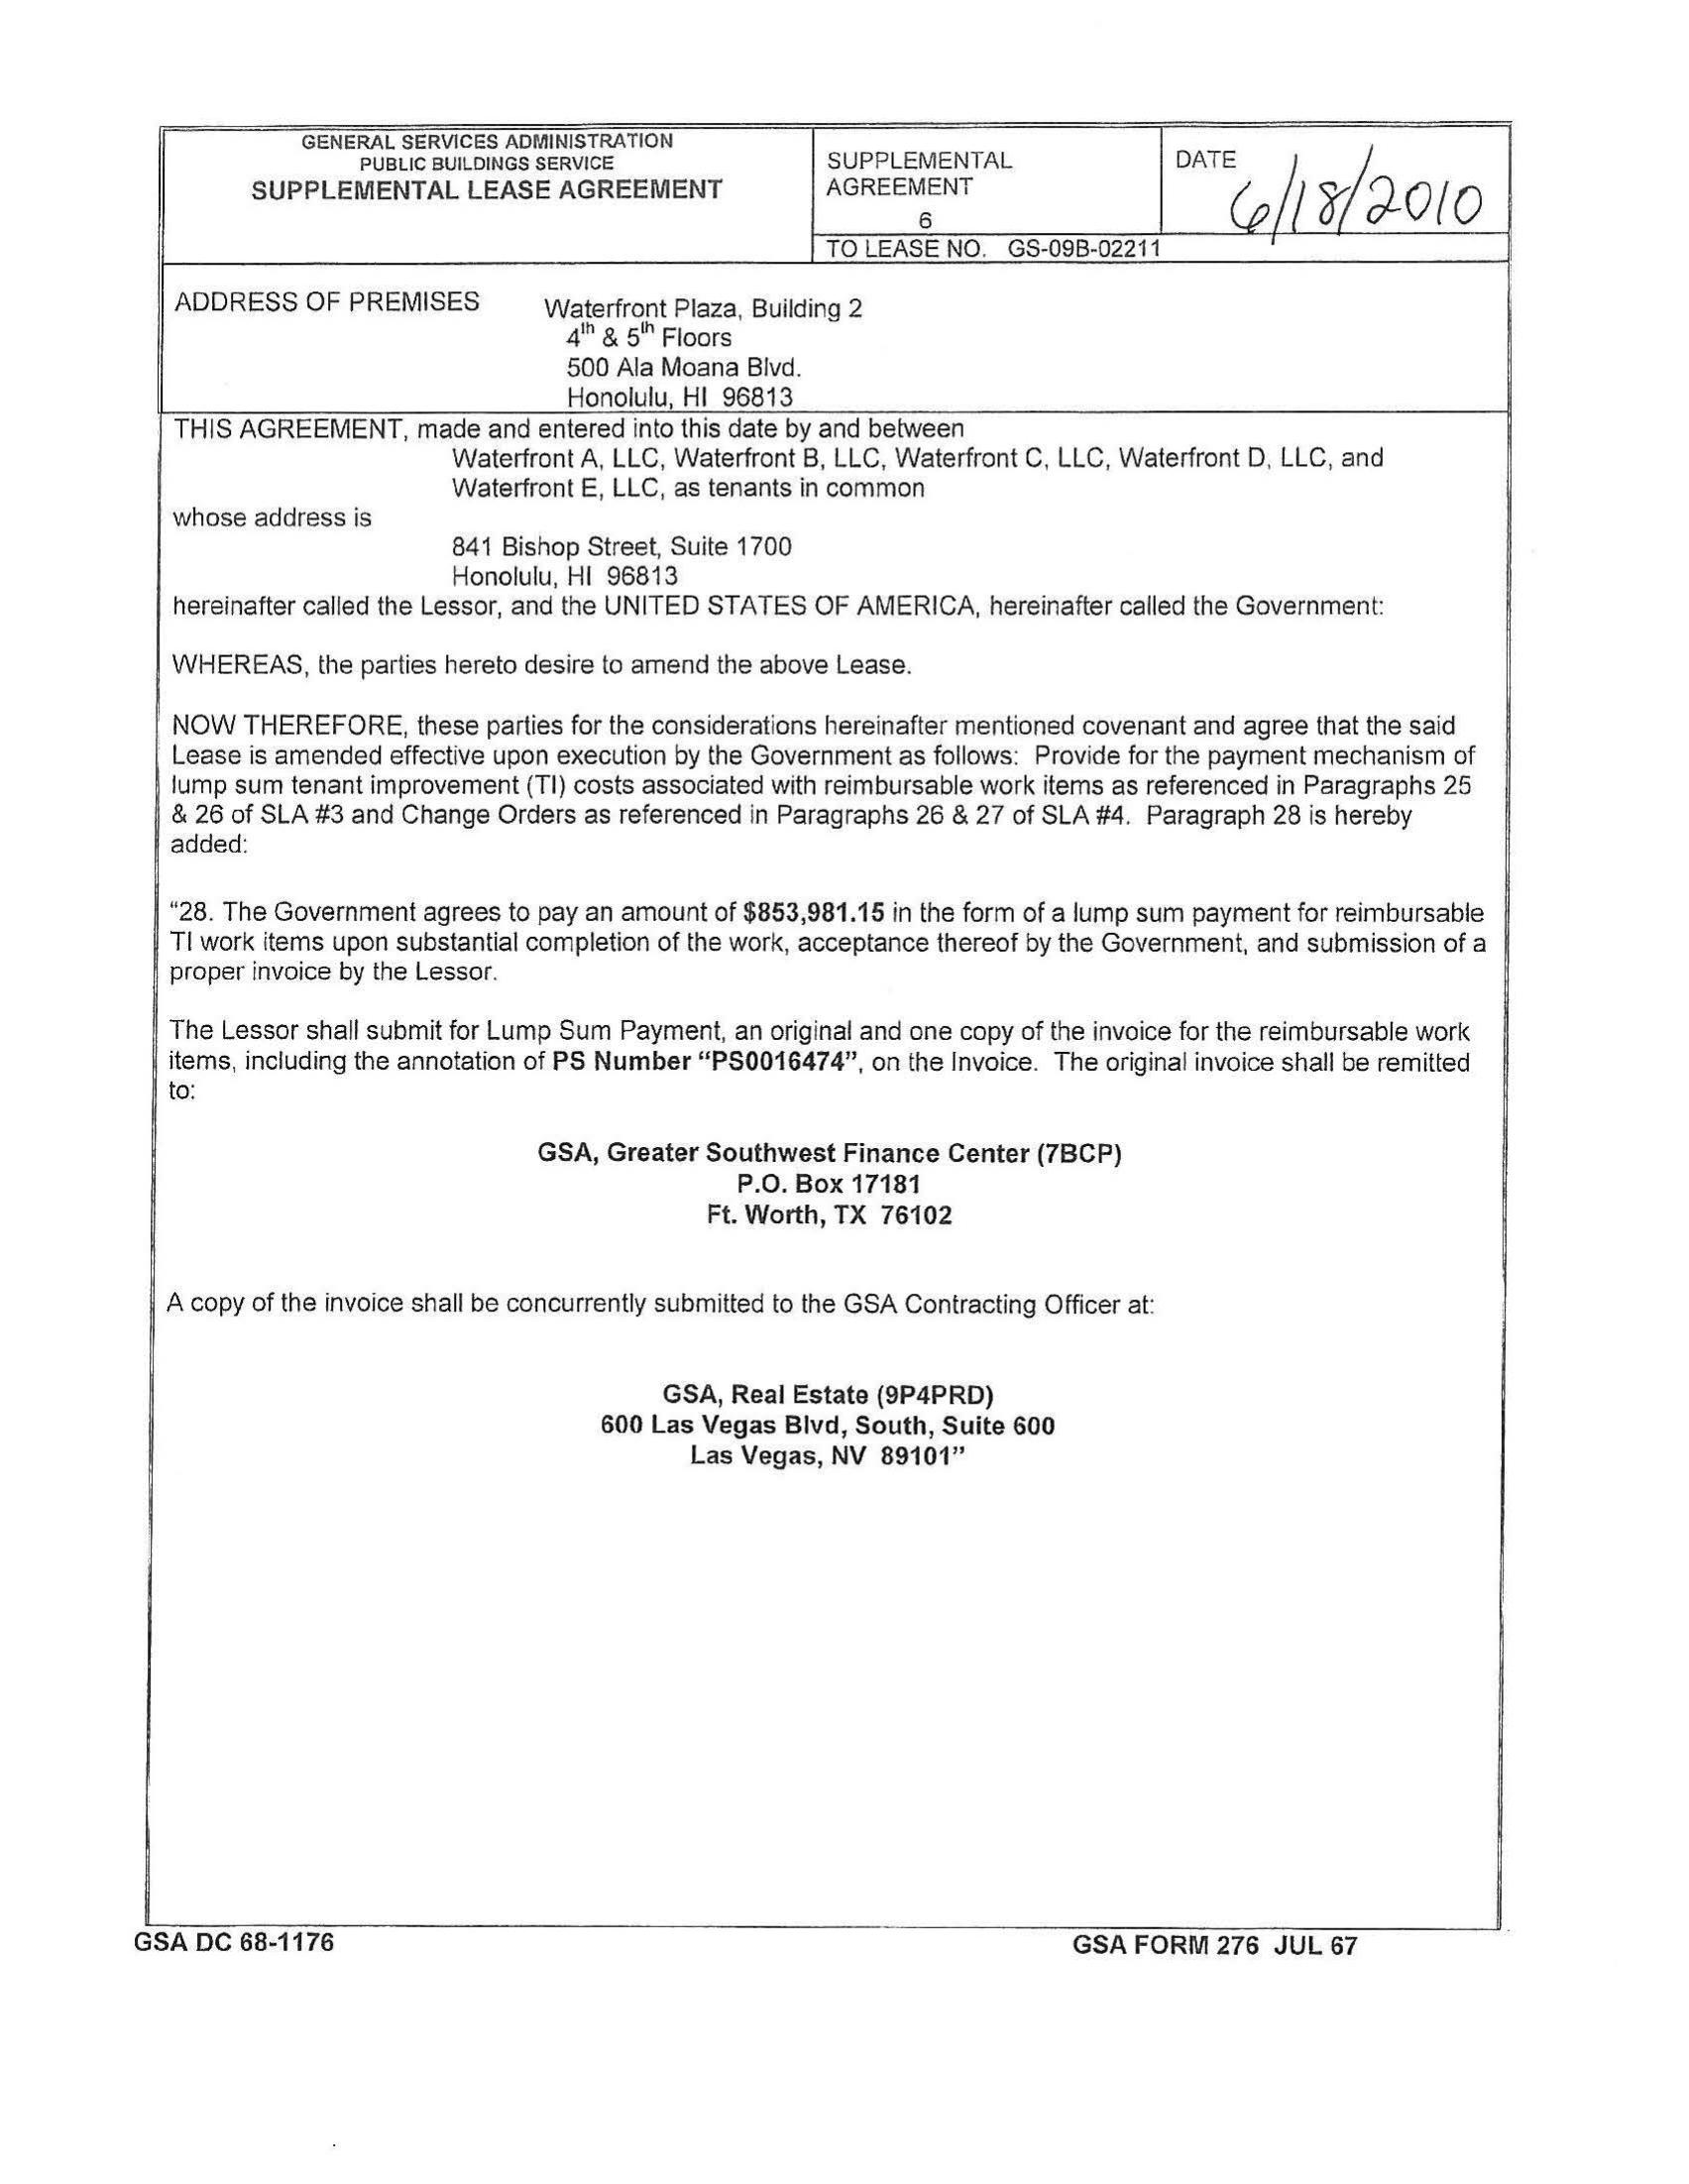 GENERAL SERVICES ADMINISTRATION
PUBLIC BUILDINGS SERVICE
SUPPLEMENTAL LEASE AGREEMENT
SUPPLEMENTAL
AGREEMENT
6
DATE
6/18/2010
TO LEASE NO. GS-09B-02211
ADDRESS OF PREMISES
Waterfront Plaza, Building 2
4th & 5th Floors
500 Ala Moana Blvd.
Honolulu, HI 96813
THIS AGREEMENT, made and entered into this date by and between
Waterfront A, LLC, Waterfront B, LLC, Waterfront C, LLC, Waterfront D, LLC, and
Waterfront E, LLC, as tenants in common
whose address is
841 Bishop Street, Suite 1700
Honolulu, HI 96813
hereinafter called the Lessor, and the UNITED STATES OF AMERICA, hereinafter called the Government:
WHEREAS, the parties hereto desire to amend the above Lease.
NOW THEREFORE, these parties for the considerations hereinafter mentioned covenant and agree that the said
Lease is amended effective upon execution by the Government as follows: Provide for the payment mechanism of
lump sum tenant improvement (TI) costs associated with reimbursable work items as referenced in Paragraphs 25
& 26 of SLA #3 and Change Orders as referenced in Paragraphs 26 & 27 of SLA #4. Paragraph 28 is hereby
added:
“28. The Government agrees to pay an amount of $853,981.15 in the form of a lump sum payment for reimbursable
TI work items upon substantial completion of the work, acceptance thereof by the Government, and submission of a
proper invoice by the Lessor.
The Lessor shall submit for Lump Sum Payment, an original and one copy of the invoice for the reimbursable work
items, including the annotation of PS Number “PS0016474”, on the Invoice. The original invoice shall be remitted
to:
GSA, Greater Southwest Finance Center (7BCP)
P.O. Box 17181
Ft. Worth, TX 76102
A copy of the invoice shall be concurrently submitted to the GSA Contracting Officer at:
GSA, Real Estate (9P4PRD)
600 Las Vegas Blvd, South, Suite 600
Las Vegas, NV 89101”
GSA DC 68-1176
GSA FORM 276 JUL 67